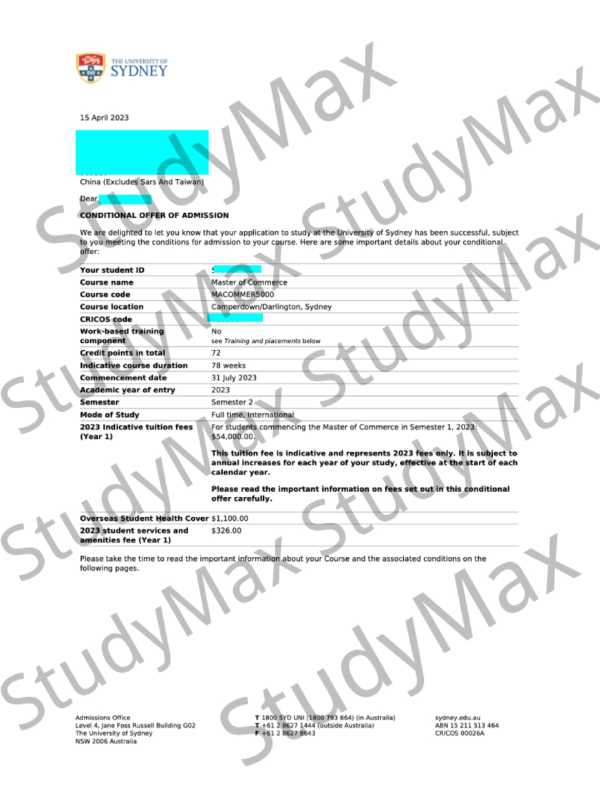 THE UNIVERSITY OF
SYDNEY
15 April 2023
China (Excludes Sars And Taiwan)
Dear
CONDITIONAL OFFER OF ADMISSION
We are delighted to let you know that your application to study at the University of Sydney has been successful, subject
to you meeting the conditions for admission to your course. Here are some important details about your conditional
offer:
Your student ID S
Course name Master of Commerce
Course code MACOMMER5000
Course location Camperdown/Darlington, Sydney
CRICOS code
Work-based training No
component see Training and placements below
Credit points in total 72
Indicative course duration 78 weeks
Commencement date 31 July 2023
Academic year of entry 2023
Semester Semester 2
Mode of Study Full time, International
2023 Indicative tuition fees For students commencing the Master of Commerce in Semester 1, 2023:
(Year 1) $54,000.00.
This tuition fee is indicative and represents 2023 fees only. It is subject to
annual increases for each year of your study, effective at the start of each
calendar year.
Please read the important information on fees set out in this conditional
offer carefully.
Overseas Student Health Cover $1,100.00
2023 student services and $326.00
amenities fee (Year 1)
Please take the time to read the important information about your Course and the associated conditions on the
following pages.
Admissions Office T 1800 SYD UNI (1800 793 864) (in Australia) sydney.edu.au
Level 4, Jane Foss Russell Building G02 T +61 2 8627 1444 (outside Australia) ABN 15 211 513 464
The University of Sydney F +61 2 8627 8643 CRICOS 00026A
NSW 2006 Australia
StudyMax StudyMax
StudyMax StudyMax
StudyMax StudyMax
StudyMax StudyMax